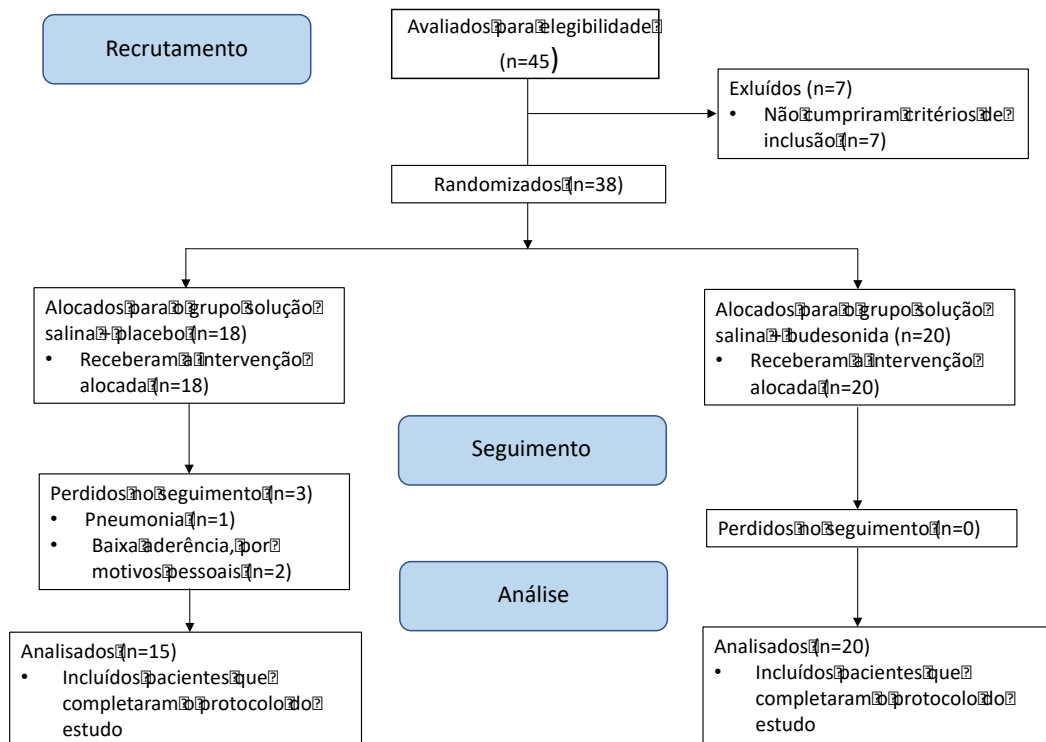 Recrutamento
Avaliados para elegibilidade
(n=45)
Exluídos (n=7)
• Não cumpriram critérios de
inclusão (n=7)
Randomizados (n=38)
Alocados para o grupo solução
salina + placebo (n=18)
• Receberam a intervenção
alocada (n=18)
Alocados para o grupo solução
salina + budesonida (n=20)
• Receberam a intervenção
alocada (n=20)
Seguimento
Perdidos no seguimento (n=3)
• Pneumonia (n=1)
• Baixa aderência, por
motivos pessoais (n=2)
Perdidos no seguimento (n=0)
Análise
Analisados (n=15)
• Incluídos pacientes que
completaram o protocolo do
estudo
Analisados (n=20)
• Incluídos pacientes que
completaram o protocolo do
estudo